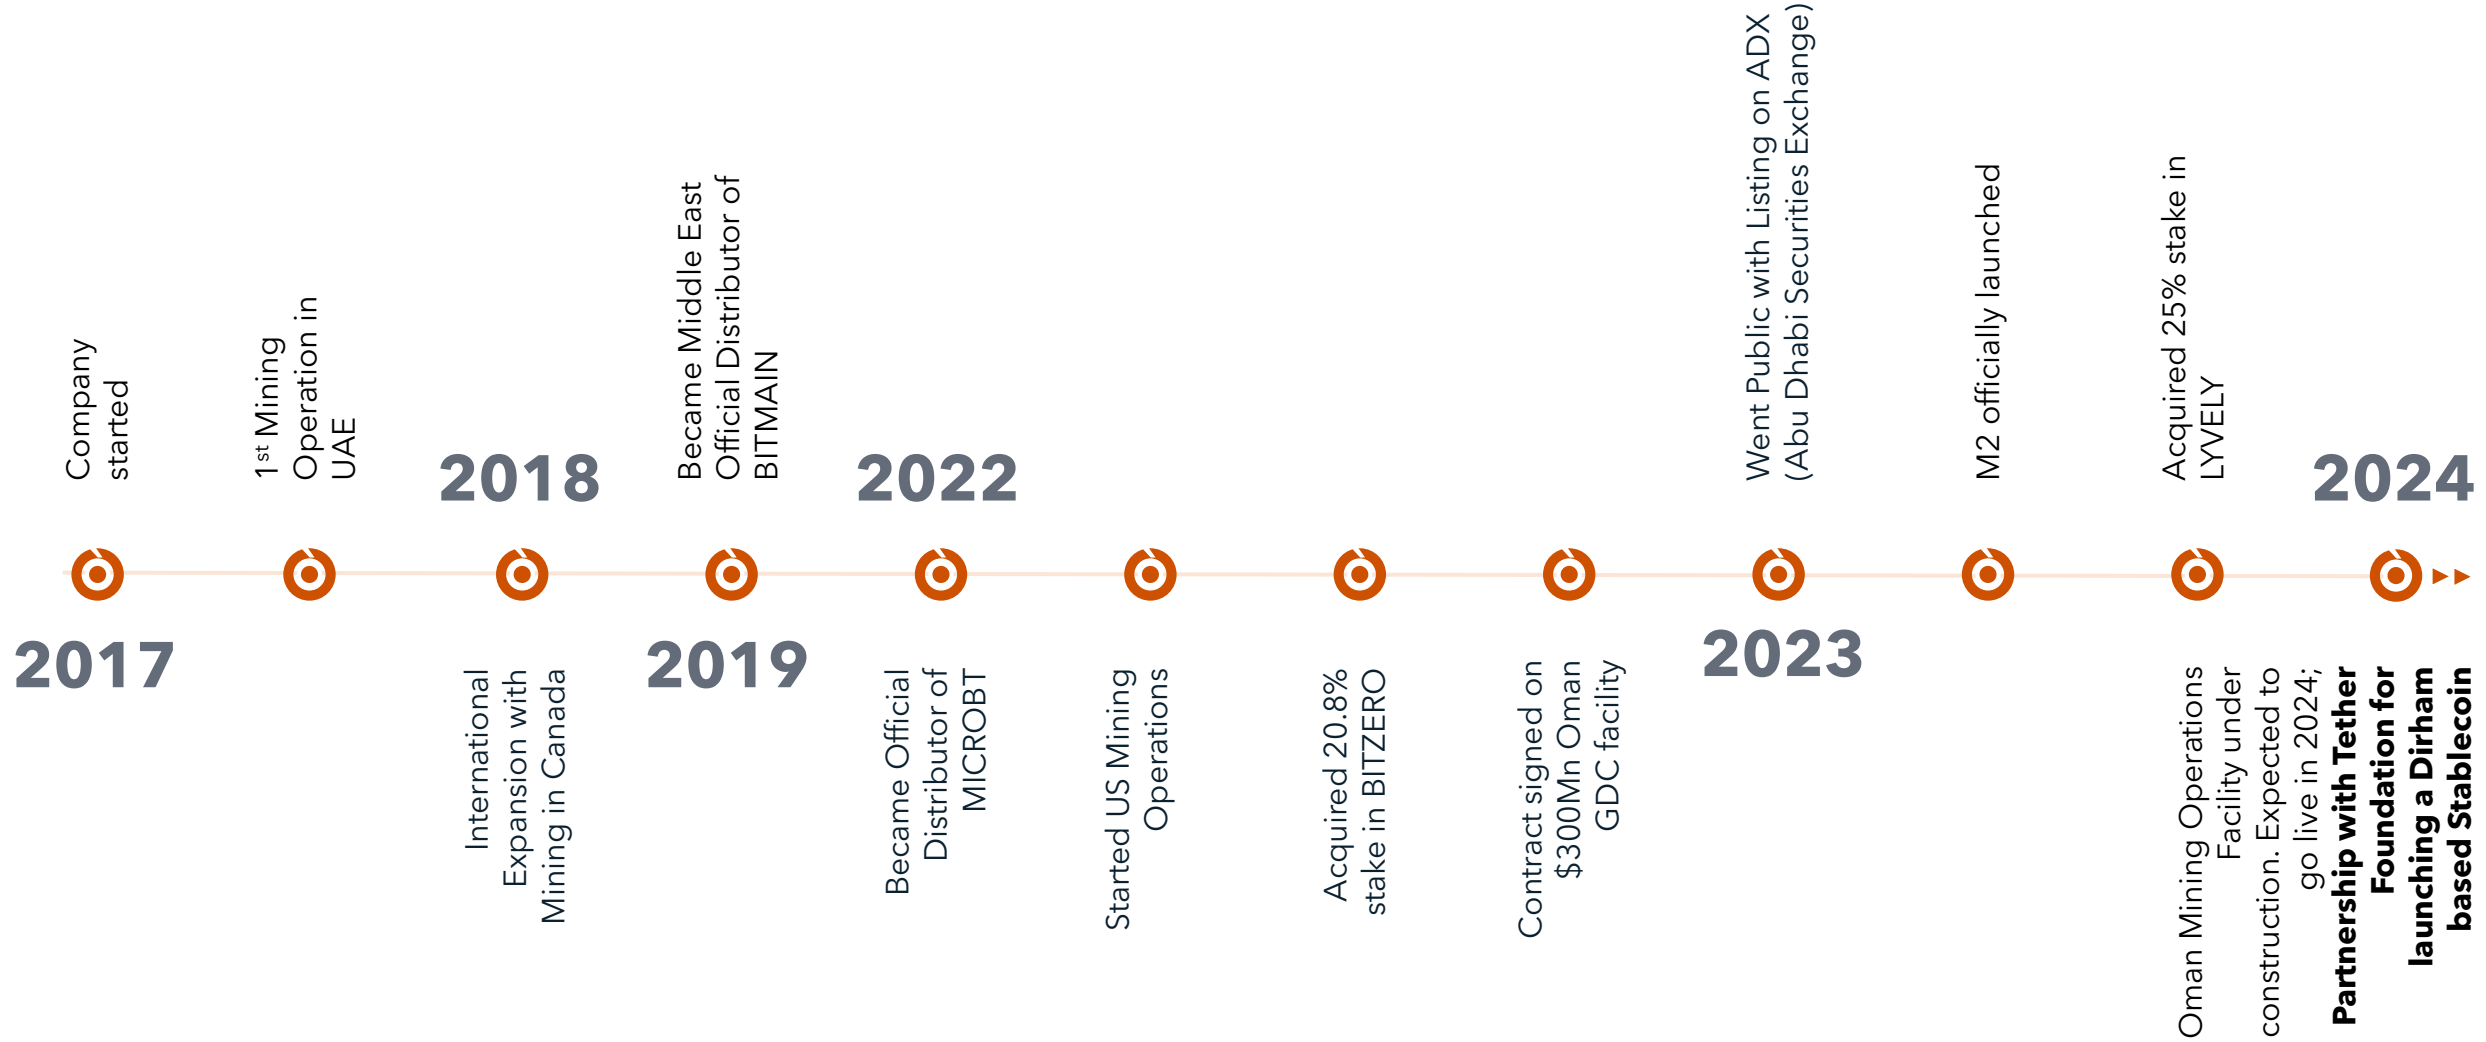 Company
started
2017
1st Mining
Operation in
UAE
2018
International
Expansion with
Mining in Canada
Became Middle East
Official Distributor of
BITMAIN
2019
2022
Became Official
Distributor of
MICROBT
Started US Mining
Operations
Acquired 20.8%
stake in BITZERO
Contract signed on
$300Mn Oman
GDC facility
Went Public with Listing on ADX
(Abu Dhabi Securities Exchange)
2023
M2 officially launched
Acquired 25% stake in
LYVELY
2024
Oman Mining Operations
Facility under
construction. Expected to
go live in 2024;
Partnership with Tether
Foundation for
launching a Dirham
based Stablecoin